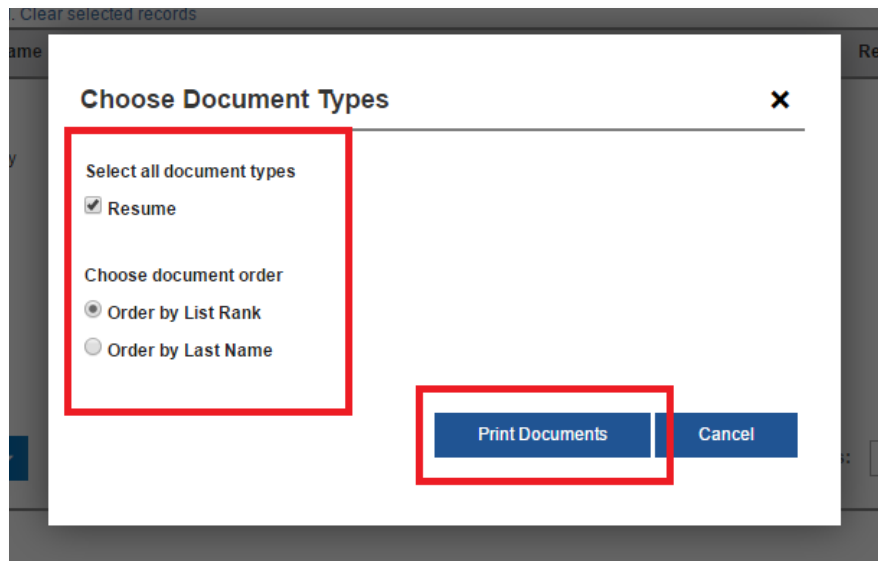 . Clear selected records
ame
Re
Choose Document Types
y
Select all document types
Resume
Choose document order
Order by List Rank
Order by Last Name
Print Documents
Cancel
s: